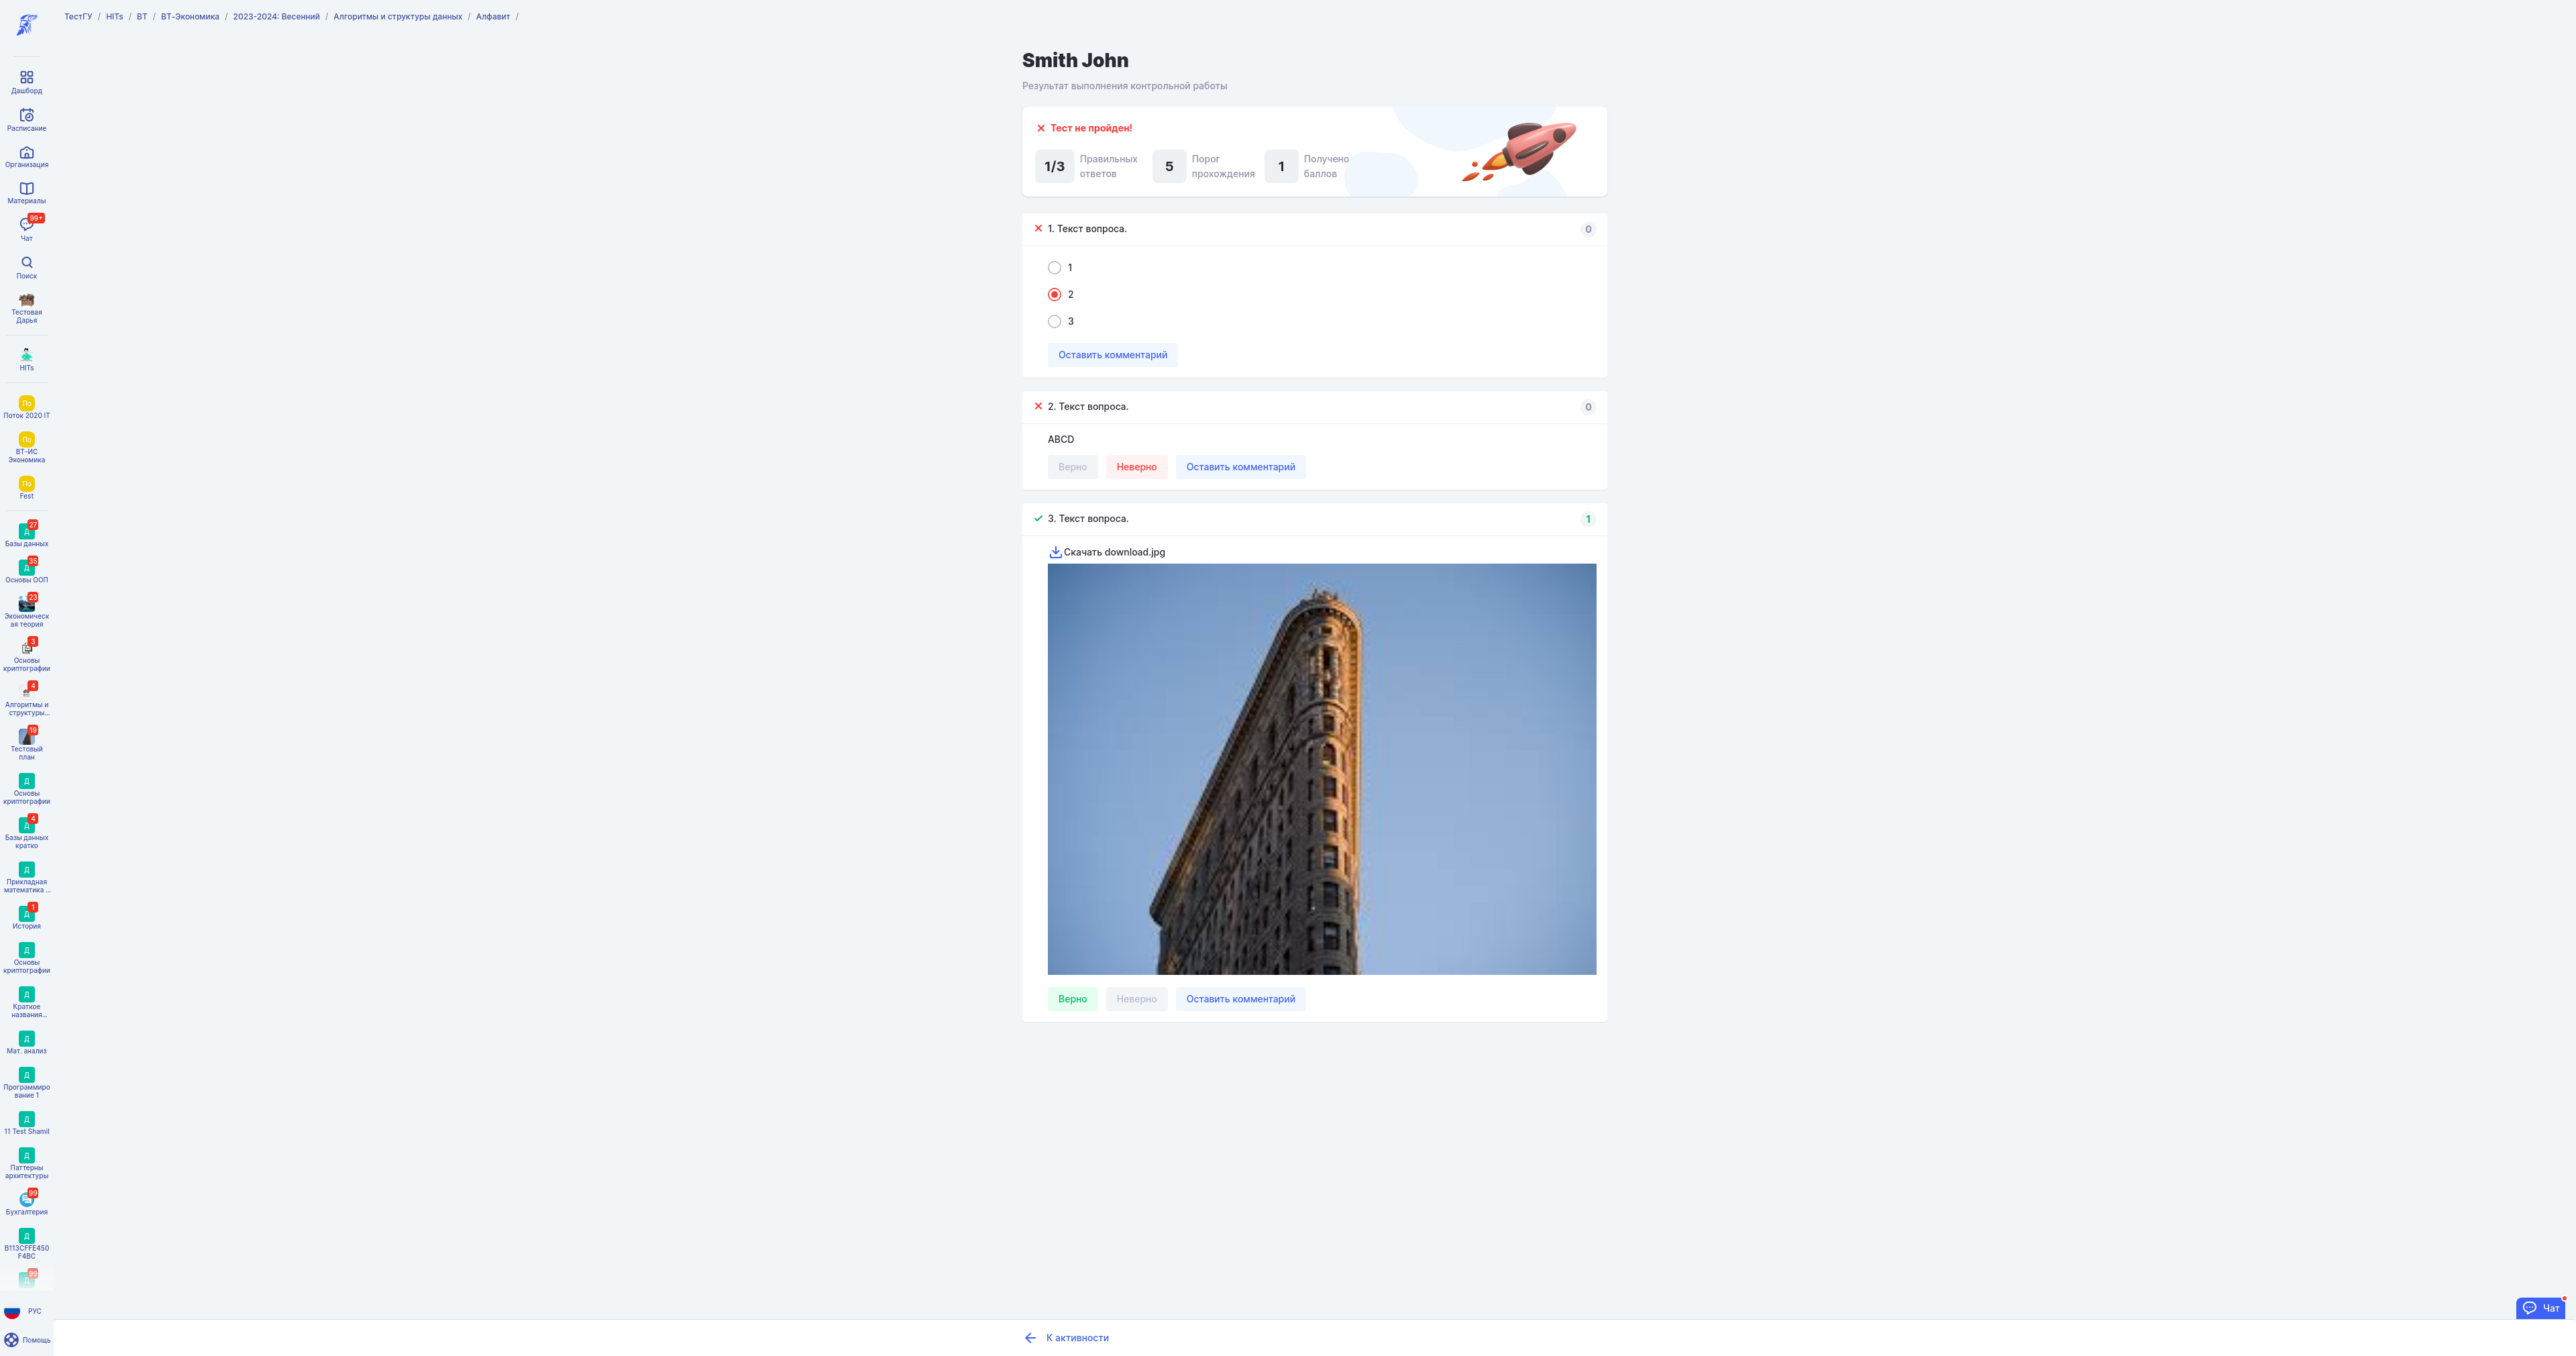 ТестГУ / HITs / ВТ / ВТ-Экономика / 2023-2024: Весенний / Алгоритмы и структуры данных / Алфавит /
Дашборд
Расписание
Организация
Материалы
99+
Чат
Поиск
Тестовая
Дарья
HITs
По
Поток 2020 IT
По
ВТ-ИС
Экономика
По
Fest
27
Д
Базы данных
35
Д
Основы ООП
23
Экономическ
ая теория
3
Основы
криптографии
4
Алгоритмы и
структуры...
19
Тестовый
план
Д
Основы
криптографии
4
Д
Базы данных
кратко
Д
Прикладная
математика ...
1
Д
История
Д
Основы
криптографии
Д
Краткое
названия...
Д
Мат. анализ
Д
Программиро
вание 1
Д
11 Test Shamil
Д
Паттерны
архитектуры
99
Бухгалтерия
Д
B113CFFE450
F4BC
99
Д
РУС
Помощь
Smith John
Результат выполнения контрольной работы
Тест не пройден!
1/3 Правильных ответов
5 Порог прохождения
1 Получено баллов
1. Текст вопроса. 0
1
2
3
Оставить комментарий
2. Текст вопроса. 0
ABCD
Верно Неверно Оставить комментарий
3. Текст вопроса. 1
Скачать download.jpg
Верно Неверно Оставить комментарий
К активности
Чат